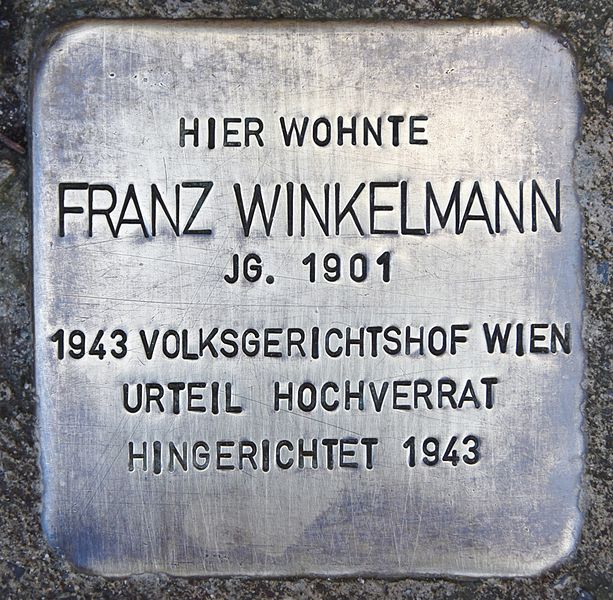 HIER WOHNTE
FRANZ WINKELMANN
JG. 1901
1943 VOLKSGERICHTSHOF WIEN
URTEIL HOCHVERRAT
HINGERICHTET 1943